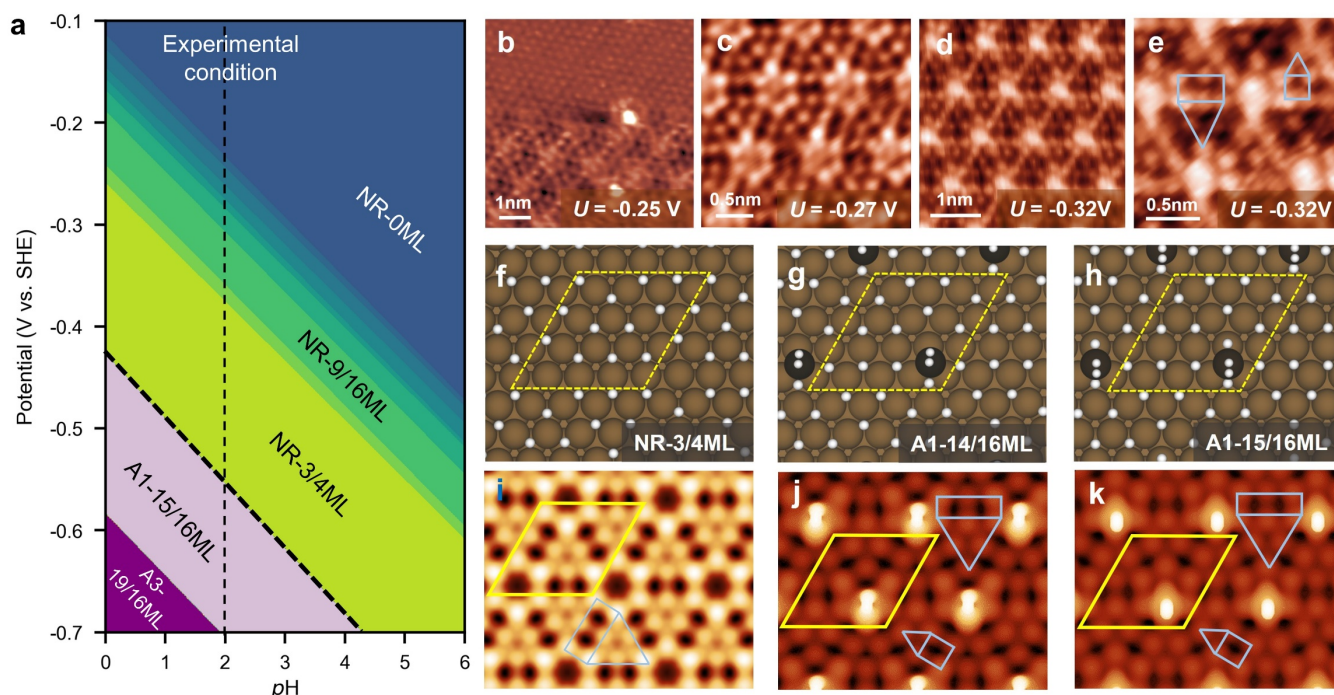 a
-0.1
-0.2
-0.3
-0.4
-0.5
-0.6
-0.7
Potential (V vs. SHE)
0 1 2 3 4 5 6
pH
Experimental
condition
NR-0ML
NR-9/16ML
NR-3/4ML
A1-15/16ML
A3-
19/16ML
b
1nm
U = -0.25 V
c
0.5nm
U = -0.27 V
d
1nm
U = -0.32V
e
0.5nm
U = -0.32V
f
NR-3/4ML
g
A1-14/16ML
h
A1-15/16ML
i
j
k